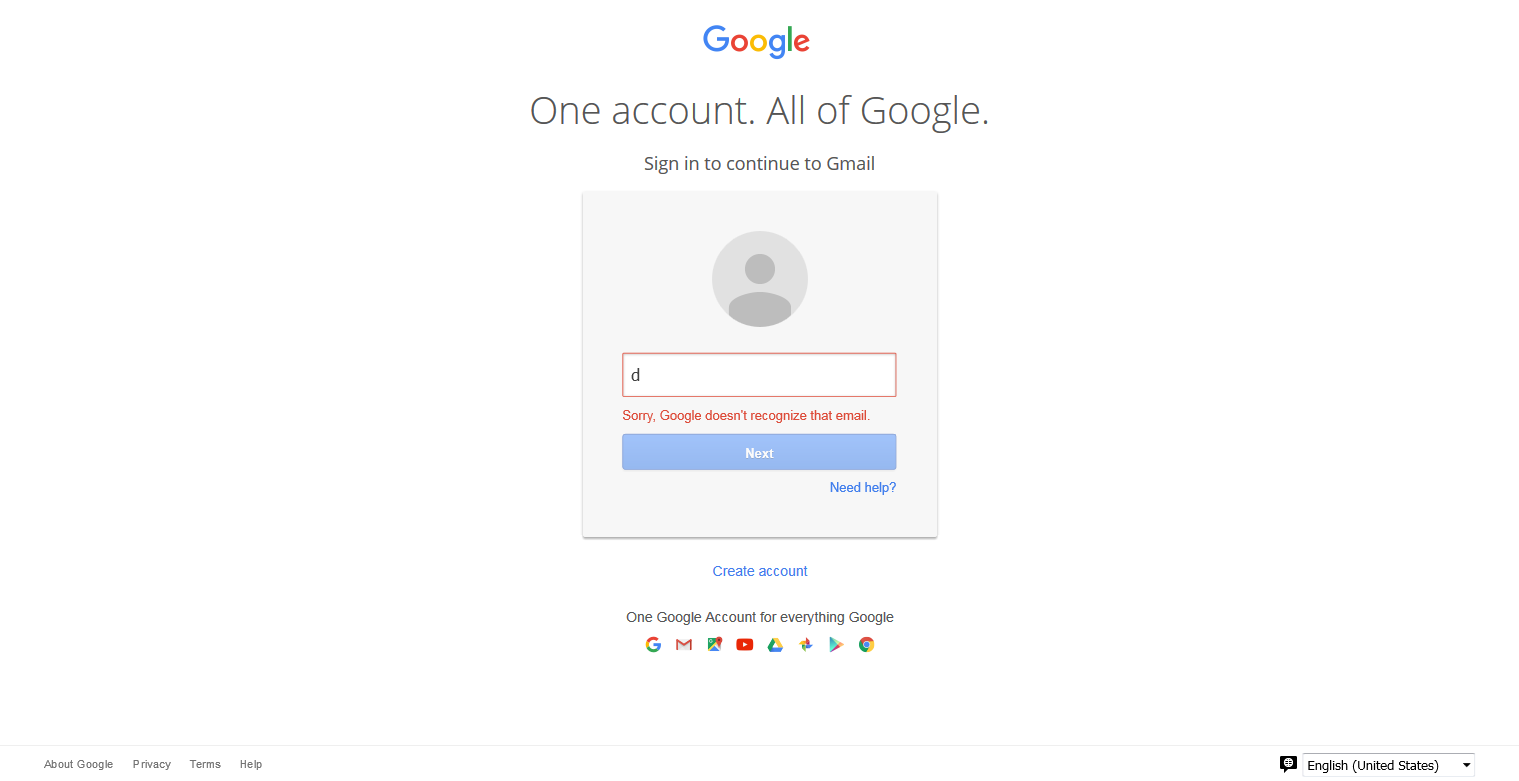 Google
One account. All of Google.
Sign in to continue to Gmail
d
Sorry, Google doesn't recognize that email.
Next
Need help?
Create account
One Google Account for everything Google
About Google Privacy Terms Help English (United States)